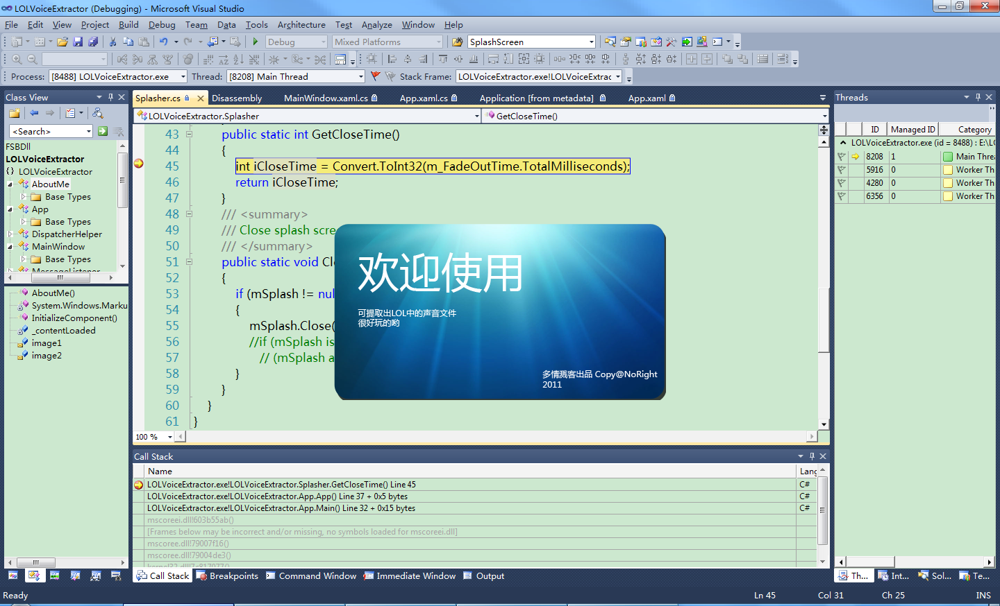 LOLVoiceExtractor (Debugging) - Microsoft Visual Studio
File Edit View Project Build Debug Team Data Tools Architecture Test Analyze Window Help
Debug Mixed Platforms SplashScreen
Process: [8488] LOLVoiceExtractor.exe Thread: [8208] Main Thread Stack Frame: LOLVoiceExtractor.exe!LOLVoiceExtrac
Class View
<Search>
FSBDll
LOLVoiceExtractor
{} LOLVoiceExtractor
AboutMe
Base Types
App
Base Types
DispatcherHelper
MainWindow
Base Types
MessageListener
AboutMe()
System.Windows.Marku
InitializeComponent()
_contentLoaded
image1
image2
Splasher.cs Disassembly MainWindow.xaml.cs App.xaml.cs Application [from metadata] App.xaml
LOLVoiceExtractor.Splasher GetCloseTime()
43 public static int GetCloseTime()
44 {
45 int iCloseTime = Convert.ToInt32(m_FadeOutTime.TotalMilliseconds);
46 return iCloseTime;
47 }
48 /// <summary>
49 /// Close splash scre
50 /// </summary>
51 public static void Cl
52 {
53 if (mSplash != nul
54 {
55 mSplash.Close(
56 //if (mSplash is
57 // (mSplash a
58 }
59 }
60 }
61 }
100 %
欢迎使用
可提取出LOL中的声音文件
很好玩的哟
多情溅客出品 Copy@NoRight
2011
Call Stack
Name Lang
LOLVoiceExtractor.exe!LOLVoiceExtractor.Splasher.GetCloseTime() Line 45 C#
LOLVoiceExtractor.exe!LOLVoiceExtractor.App.App() Line 37 + 0x5 bytes C#
LOLVoiceExtractor.exe!LOLVoiceExtractor.App.Main() Line 32 + 0x15 bytes C#
mscoreei.dll!603b55ab()
[Frames below may be incorrect and/or missing, no symbols loaded for mscoreei.dll]
mscoree.dll!79007f16()
mscoree.dll!79004de3()
kernel32.dll!7c817077()
Call Stack Breakpoints Command Window Immediate Window Output
Threads
ID Managed ID Category
LOLVoiceExtractor.exe (id = 8488) : E:\LO
8208 1 Main Threa
5916 0 Worker Th
4280 0 Worker Th
6356 0 Worker Th
Th... Int... Sol... Te...
Ready Ln 45 Col 31 Ch 25 INS